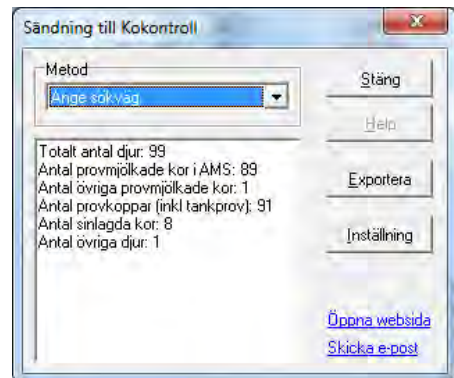 Sändning till Kokontroll
Metod
Ange sökväg
Stäng
Help
Totalt antal djur: 99
Antal provmjölkade kor i AMS: 89
Antal övriga provmjölkade kor: 1
Antal provkoppar (inkl tankprov): 91
Antal sinlagda kor: 8
Antal övriga djur: 1
Exportera
Inställning
Öppna websida
Skicka e-post